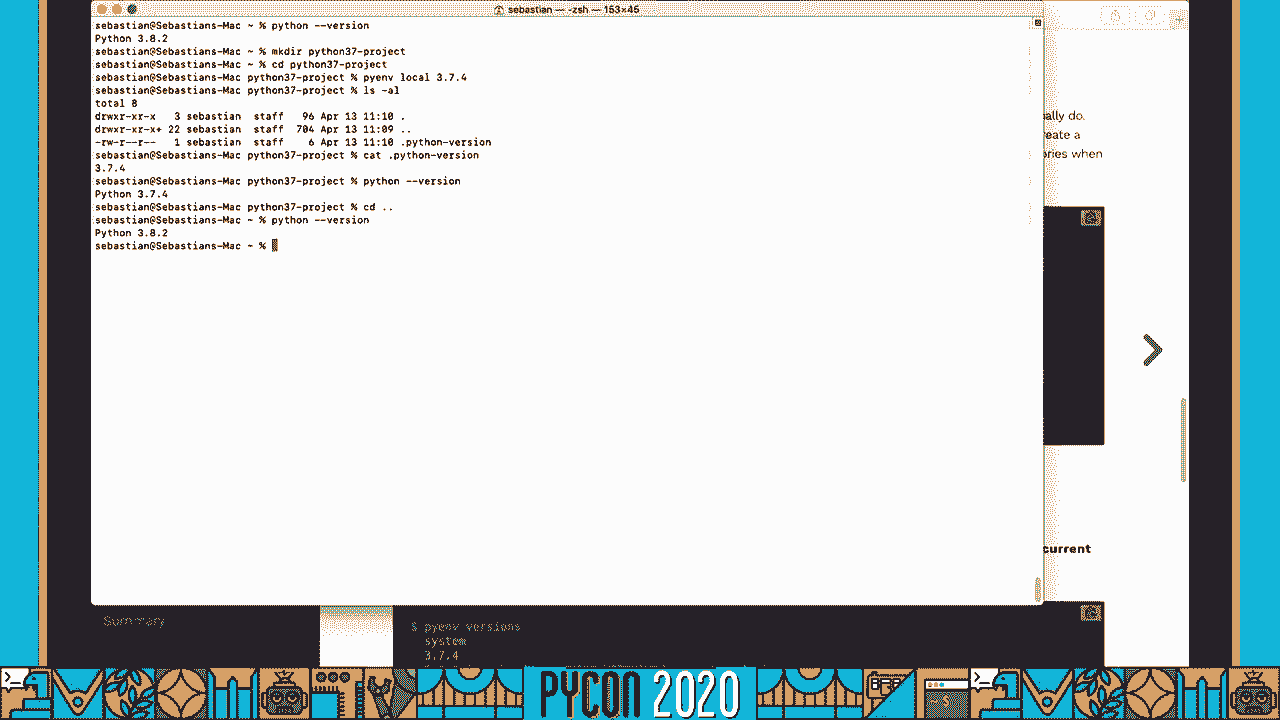 sebastian — -zsh — 153×45
sebastian@Sebastians-Mac ~ % python --version
Python 3.8.2
sebastian@Sebastians-Mac ~ % mkdir python37-project
sebastian@Sebastians-Mac ~ % cd python37-project
sebastian@Sebastians-Mac python37-project % pyenv local 3.7.4
sebastian@Sebastians-Mac python37-project % ls -al
total 8
drwxr-xr-x   3 sebastian  staff   96 Apr 13 11:10 .
drwxr-xr-x+ 22 sebastian  staff  704 Apr 13 11:09 ..
-rw-r--r--   1 sebastian  staff    6 Apr 13 11:10 .python-version
sebastian@Sebastians-Mac python37-project % cat .python-version
3.7.4
sebastian@Sebastians-Mac python37-project % python --version
Python 3.7.4
sebastian@Sebastians-Mac python37-project % cd ..
sebastian@Sebastians-Mac ~ % python --version
Python 3.8.2
sebastian@Sebastians-Mac ~ %
ally do.
reate a
ories when
current
Summary
$ pyenv versions
system
3.7.4
PYCON 2020